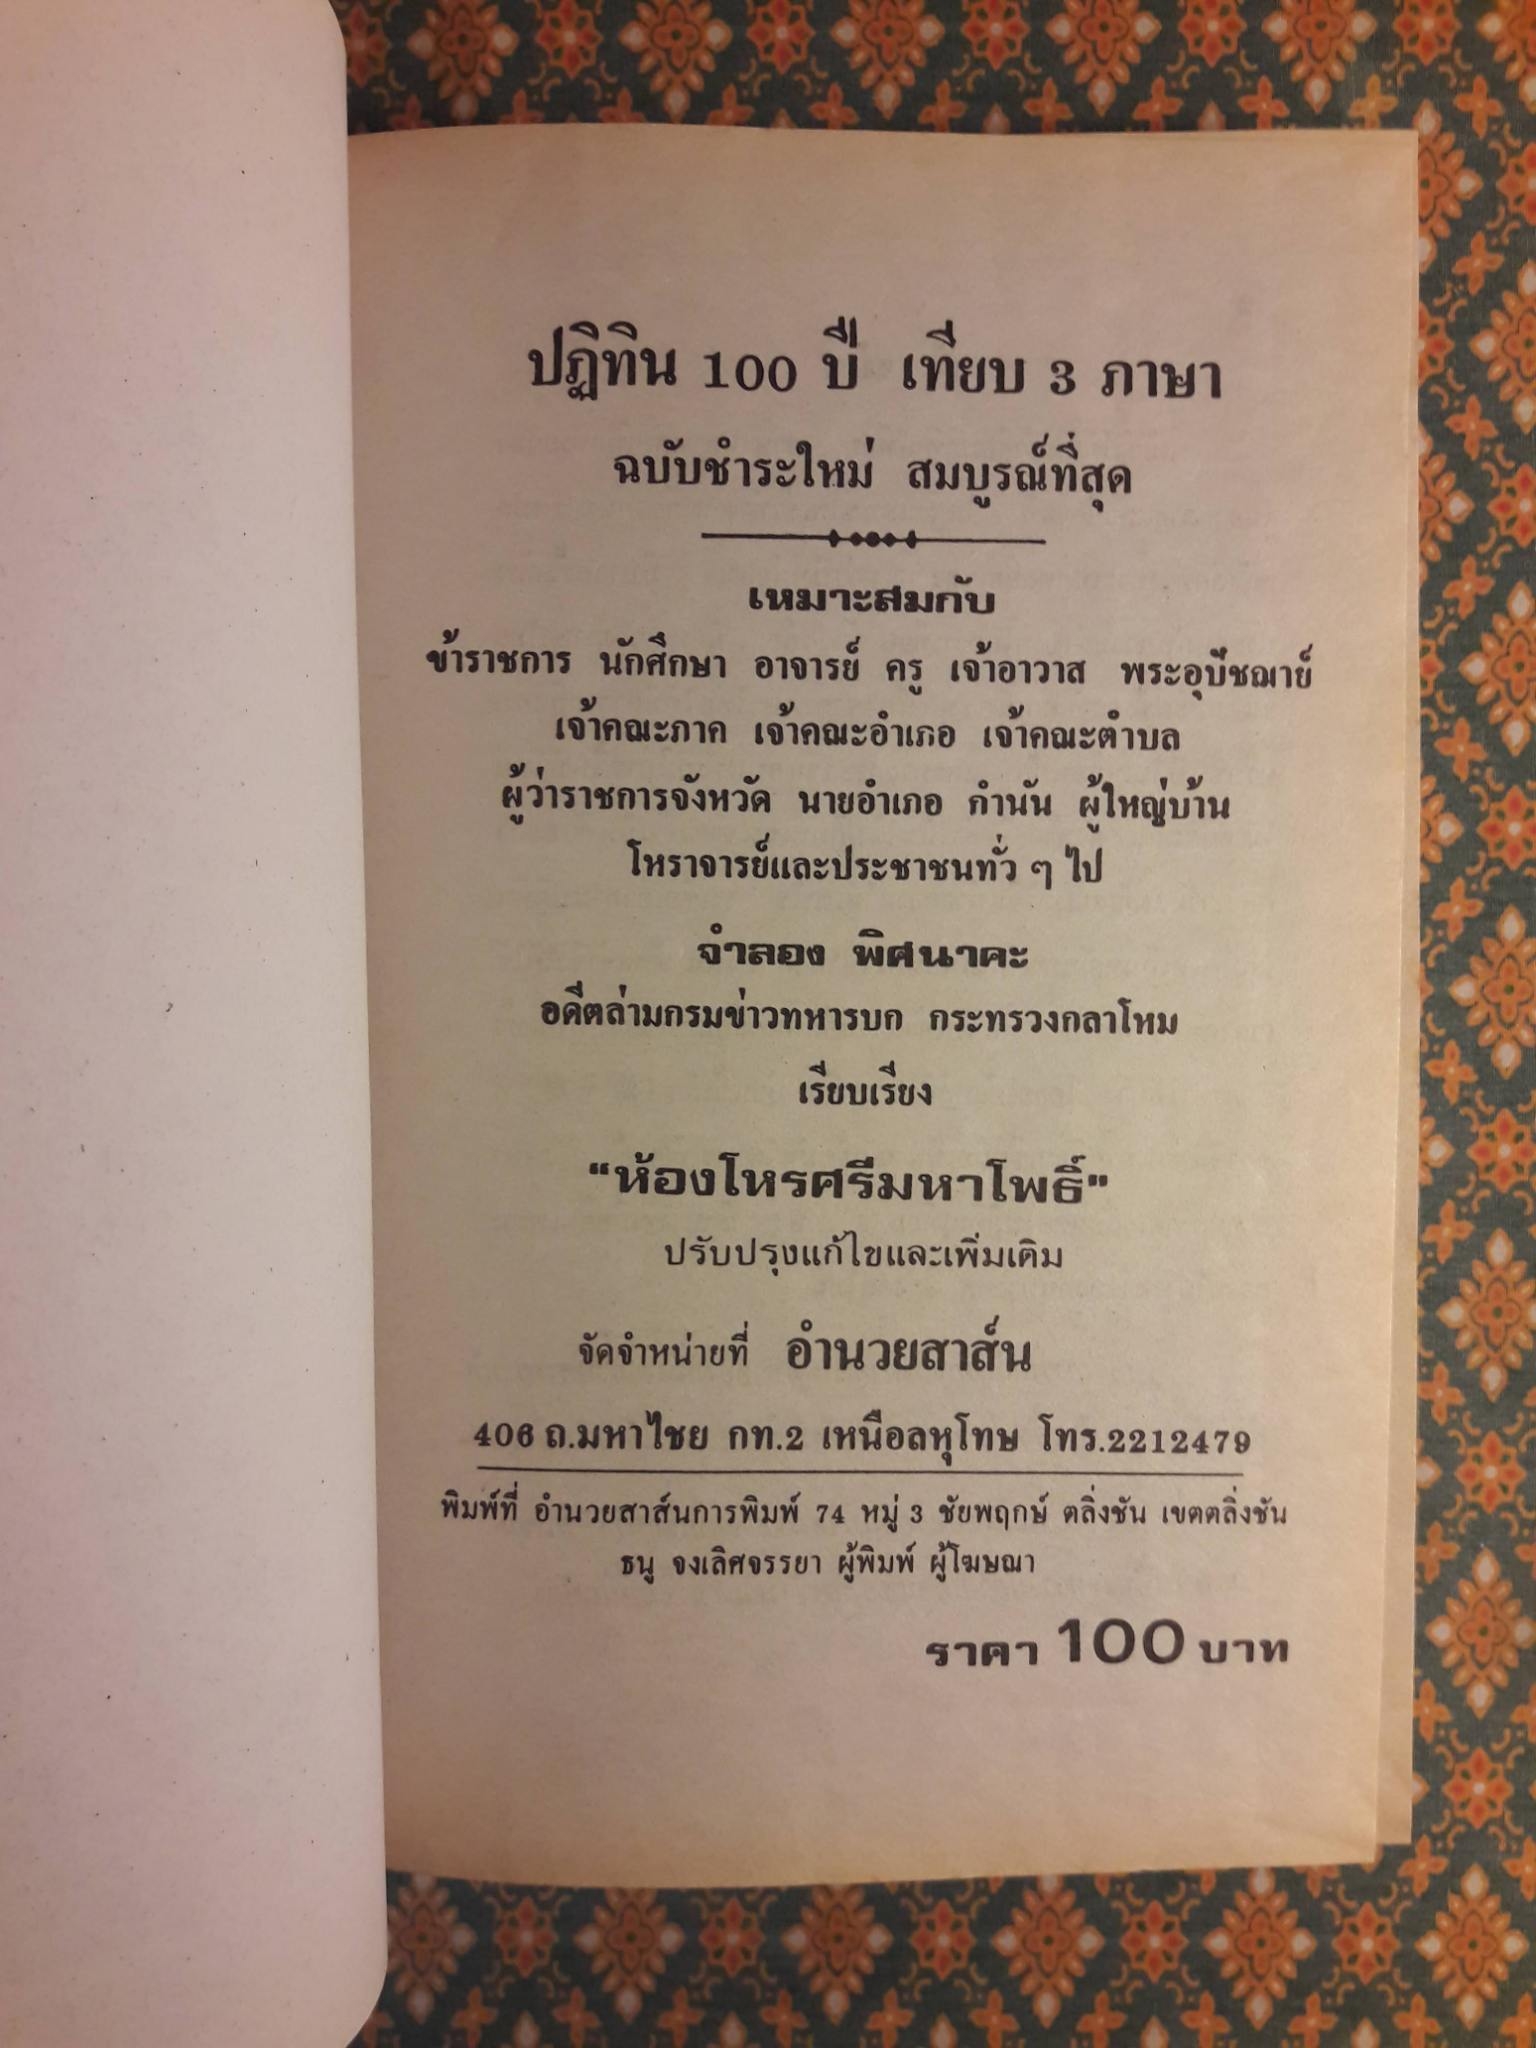 ปฏิทิน 100 ปี เทียบ 3 ภาษา
ฉบับชำระใหม่ สมบูรณ์ที่สุด
เหมาะสมกับ
ข้าราชการ นักศึกษา อาจารย์ ครู เจ้าอาวาส พระอุปัชฌาย์
เจ้าคณะภาค เจ้าคณะอำเภอ เจ้าคณะตำบล
ผู้ว่าราชการจังหวัด นายอำเภอ กำนัน ผู้ใหญ่บ้าน
โหราจารย์และประชาชนทั่ว ๆ ไป
จำลอง พิศนาคะ
อดีตล่ามกรมข่าวทหารบก กระทรวงกลาโหม
เรียบเรียง
"ห้องโหรศรีมหาโพธิ์"
ปรับปรุงแก้ไขและเพิ่มเติม
จัดจำหน่ายที่ อำนวยสาส์น
406 ถ.มหาไชย กท.2 เหนือลหุโทษ โทร.2212479
พิมพ์ที่ อำนวยสาส์นการพิมพ์ 74 หมู่ 3 ชัยพฤกษ์ ตลิ่งชัน เขตตลิ่งชัน
ธนู จงเลิศจรรยา ผู้พิมพ์ ผู้โฆษณา
ราคา 100 บาท